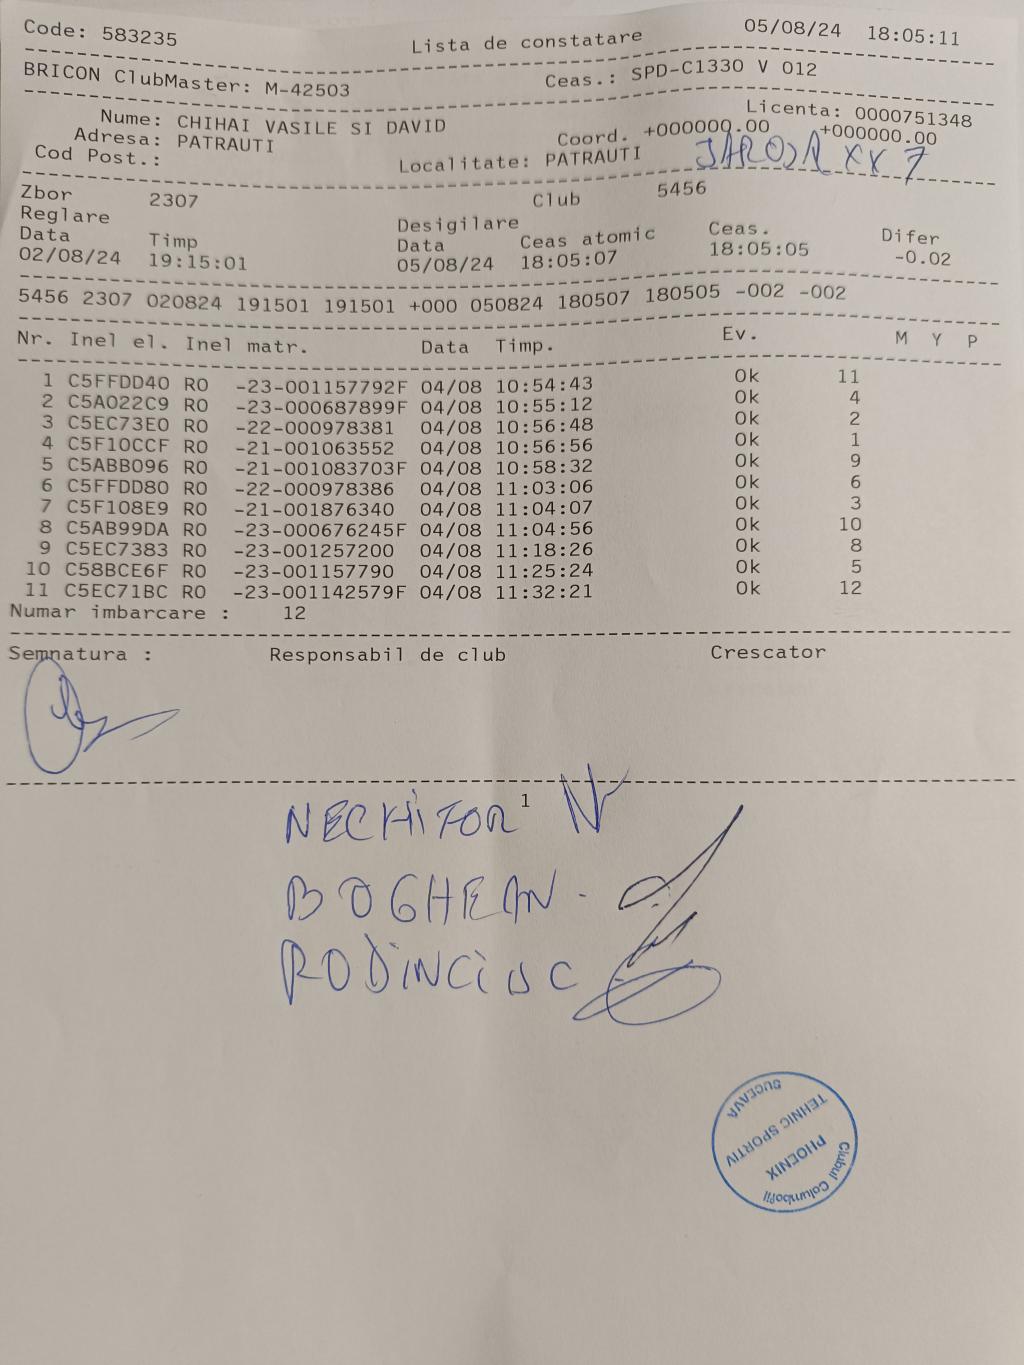 Code: 583235 Lista de constatare 05/08/24 18:05:11
BRICON ClubMaster: M-42503 Ceas.: SPD-C1330 V 012
Nume: CHIHAI VASILE SI DAVID Licenta: 0000751348
Adresa: PATRAUTI Coord. +000000.00 +000000.00
Cod Post.: Localitate: PATRAUTI XX 7
Zbor 2307 Club 5456
Reglare Desigilare
Data Timp Data Ceas atomic Ceas. Difer
02/08/24 19:15:01 05/08/24 18:05:07 18:05:05 -0.02
5456 2307 020824 191501 191501 +000 050824 180507 180505 -002 -002
Nr. Inel el. Inel matr. Data Timp. Ev. M Y P
1 C5FFDD40 RO -23-001157792F 04/08 10:54:43 Ok 11
2 C5A022C9 RO -23-000687899F 04/08 10:55:12 Ok 4
3 C5EC73E0 RO -22-000978381 04/08 10:56:48 Ok 2
4 C5F10CCF RO -21-001063552 04/08 10:56:56 Ok 1
5 C5ABB096 RO -21-001083703F 04/08 10:58:32 Ok 9
6 C5FFDD80 RO -22-000978386 04/08 11:03:06 Ok 6
7 C5F108E9 RO -21-001876340 04/08 11:04:07 Ok 3
8 C5AB99DA RO -23-000676245F 04/08 11:04:56 Ok 10
9 C5EC7383 RO -23-001257200 04/08 11:18:26 Ok 8
10 C58BCE6F RO -23-001157790 04/08 11:25:24 Ok 5
11 C5EC71BC RO -23-001142579F 04/08 11:32:21 Ok 12
Numar imbarcare : 12
Semnatura : Responsabil de club Crescator
1
NECHiFOR
BOGHEAN -
RODiNCiuC
Clubul Columbofil
PHOENIX
TEHNIC SPORTIV
SUCEAVA